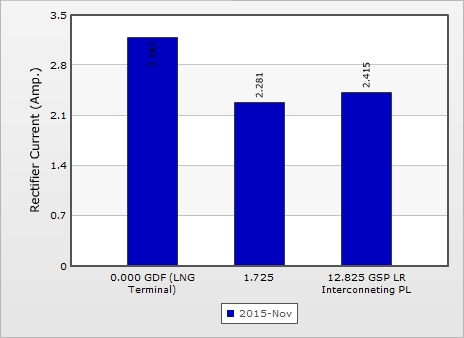 Rectifier Current (Amp.)
3.5
2.8
2.1
1.4
0.7
0
2.281
2.415
0.000 GDF (LNG
Terminal)
1.725
12.825 GSP LR
Interconneting PL
2015-Nov